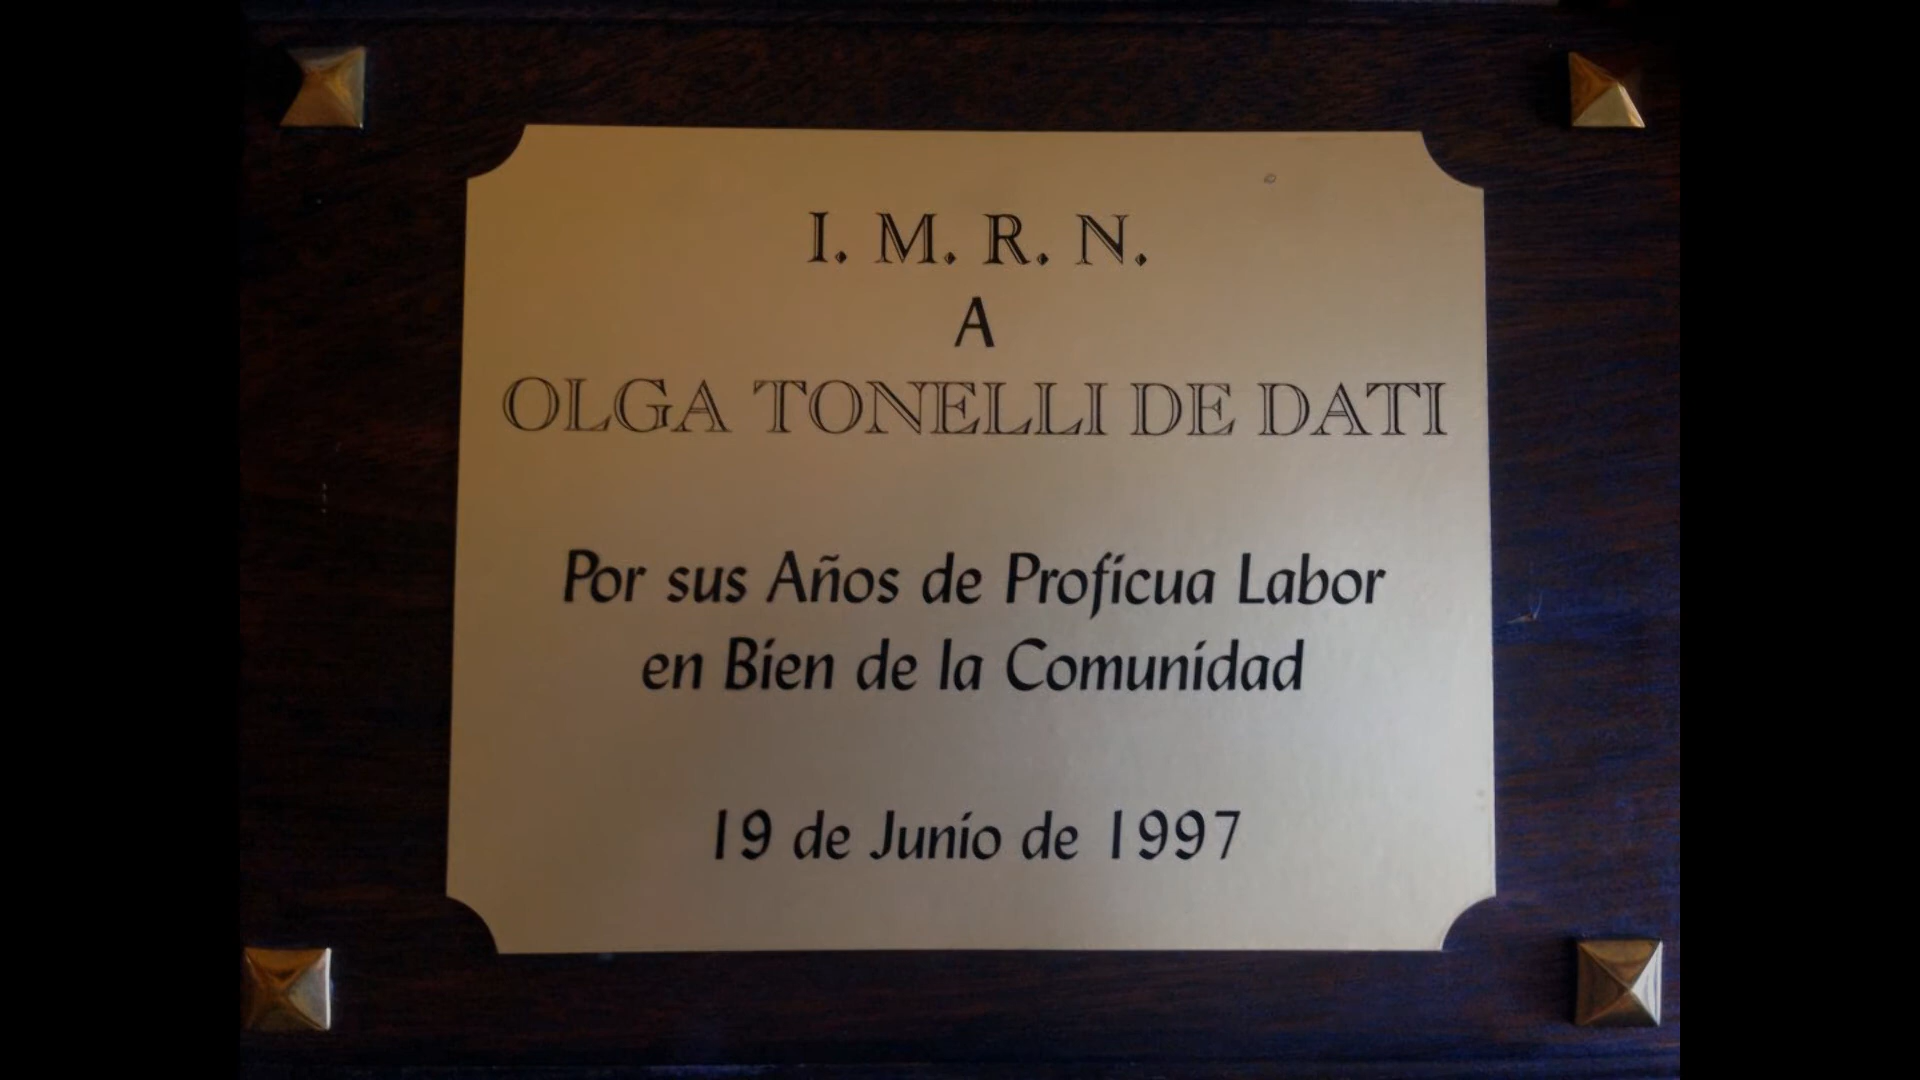 I. M. R. N.
A
OLGA TONELLI DE DATI
Por sus Años de Proficua Labor
en Bien de la Comunidad
19 de Junio de 1997